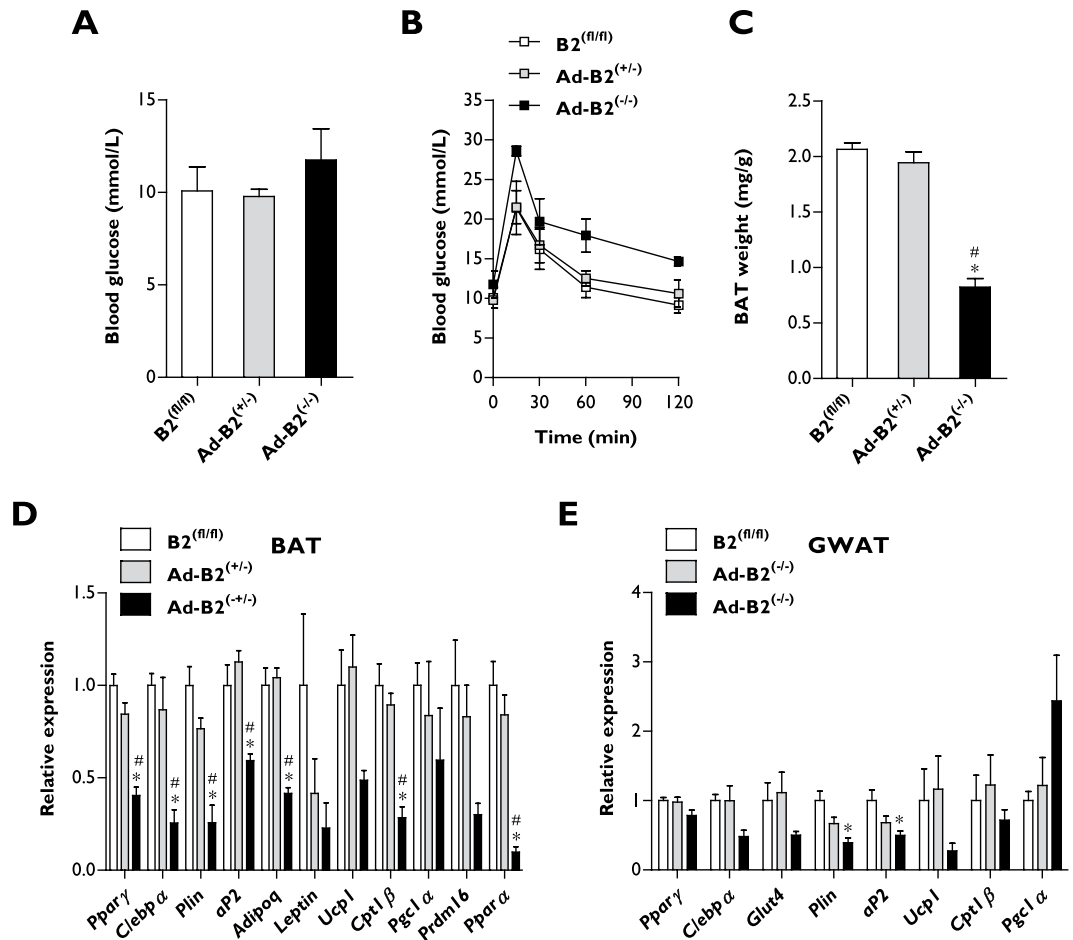 A
Blood glucose (mmol/L)
15
10
5
0
B2(fl/fl)
Ad-B2(+/-)
Ad-B2(-/-)
B
B2(fl/fl)
Ad-B2(+/-)
Ad-B2(-/-)
Blood glucose (mmol/L)
35
30
25
20
15
10
5
0
0 30 60 90 120
Time (min)
C
BAT weight (mg/g)
2.5
2.0
1.5
1.0
0.5
0.0
#
*
B2(fl/fl)
Ad-B2(+/-)
Ad-B2(-/-)
D
B2(fl/fl)
Ad-B2(+/-)
Ad-B2(-+/-)
BAT
Relative expression
1.5
1.0
0.5
0.0
#
*
#
*
#
*
#
*
#
*
#
*
#
*
Pparγ
C/ebpα
Plin
aP2
Adipoq
Leptin
Ucp1
Cpt1β
Pgc1α
Prdm16
Pparα
E
B2(fl/fl)
Ad-B2(-/-)
Ad-B2(-/-)
GWAT
Relative expression
4
3
2
1
0
*
*
Pparγ
C/ebpα
Glut4
Plin
aP2
Ucp1
Cpt1β
Pgc1α